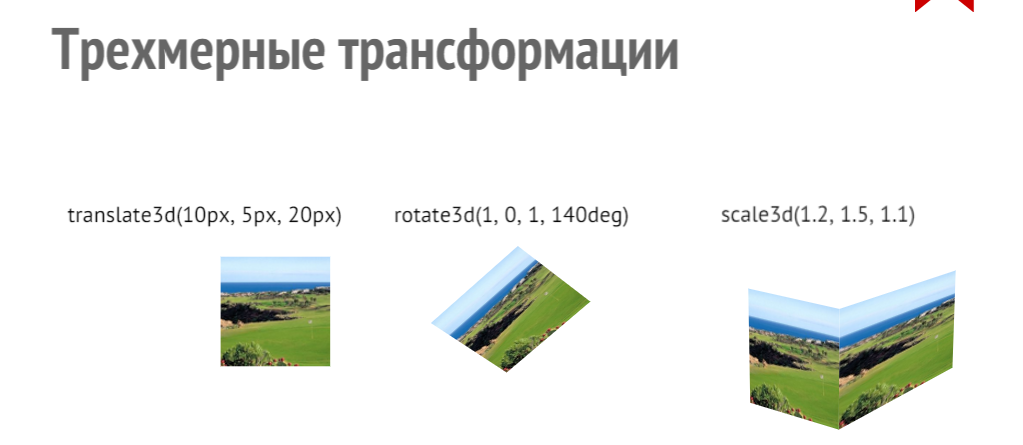 Трехмерные трансформации
translate3d(10px, 5px, 20px)
rotate3d(1, 0, 1, 140deg)
scale3d(1.2, 1.5, 1.1)